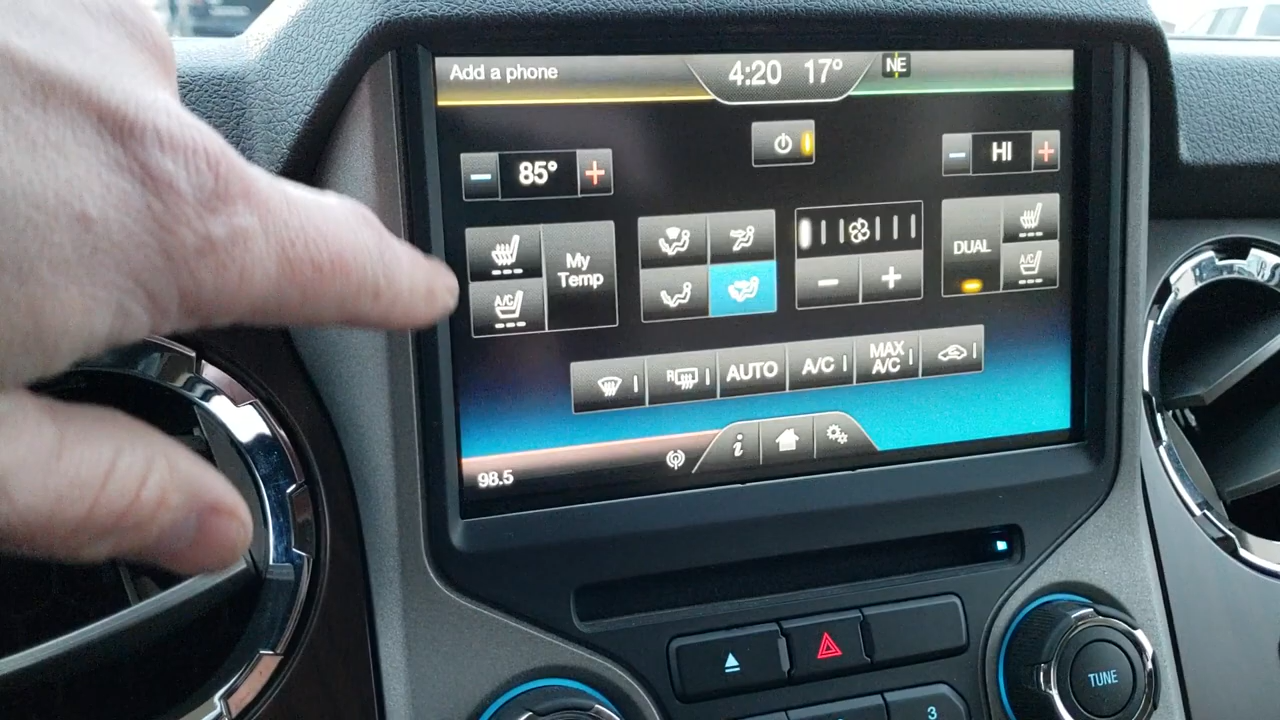 Add a phone
4:20 17°
NE
85°
HI
My
Temp
A/C
DUAL
A/C
R
AUTO
A/C
MAX
A/C
i
98.5
TUNE
3